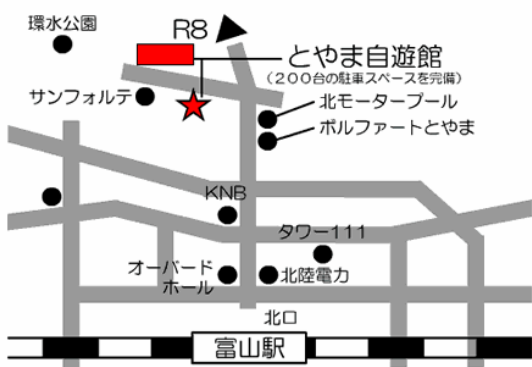 環水公園
R8
とやま自遊館
(200台の駐車スペースを完備)
サンフォルテ
北モータープール
ボルファートとやま
KNB
タワー111
オーバード
ホール
北陸電力
北口
富山駅